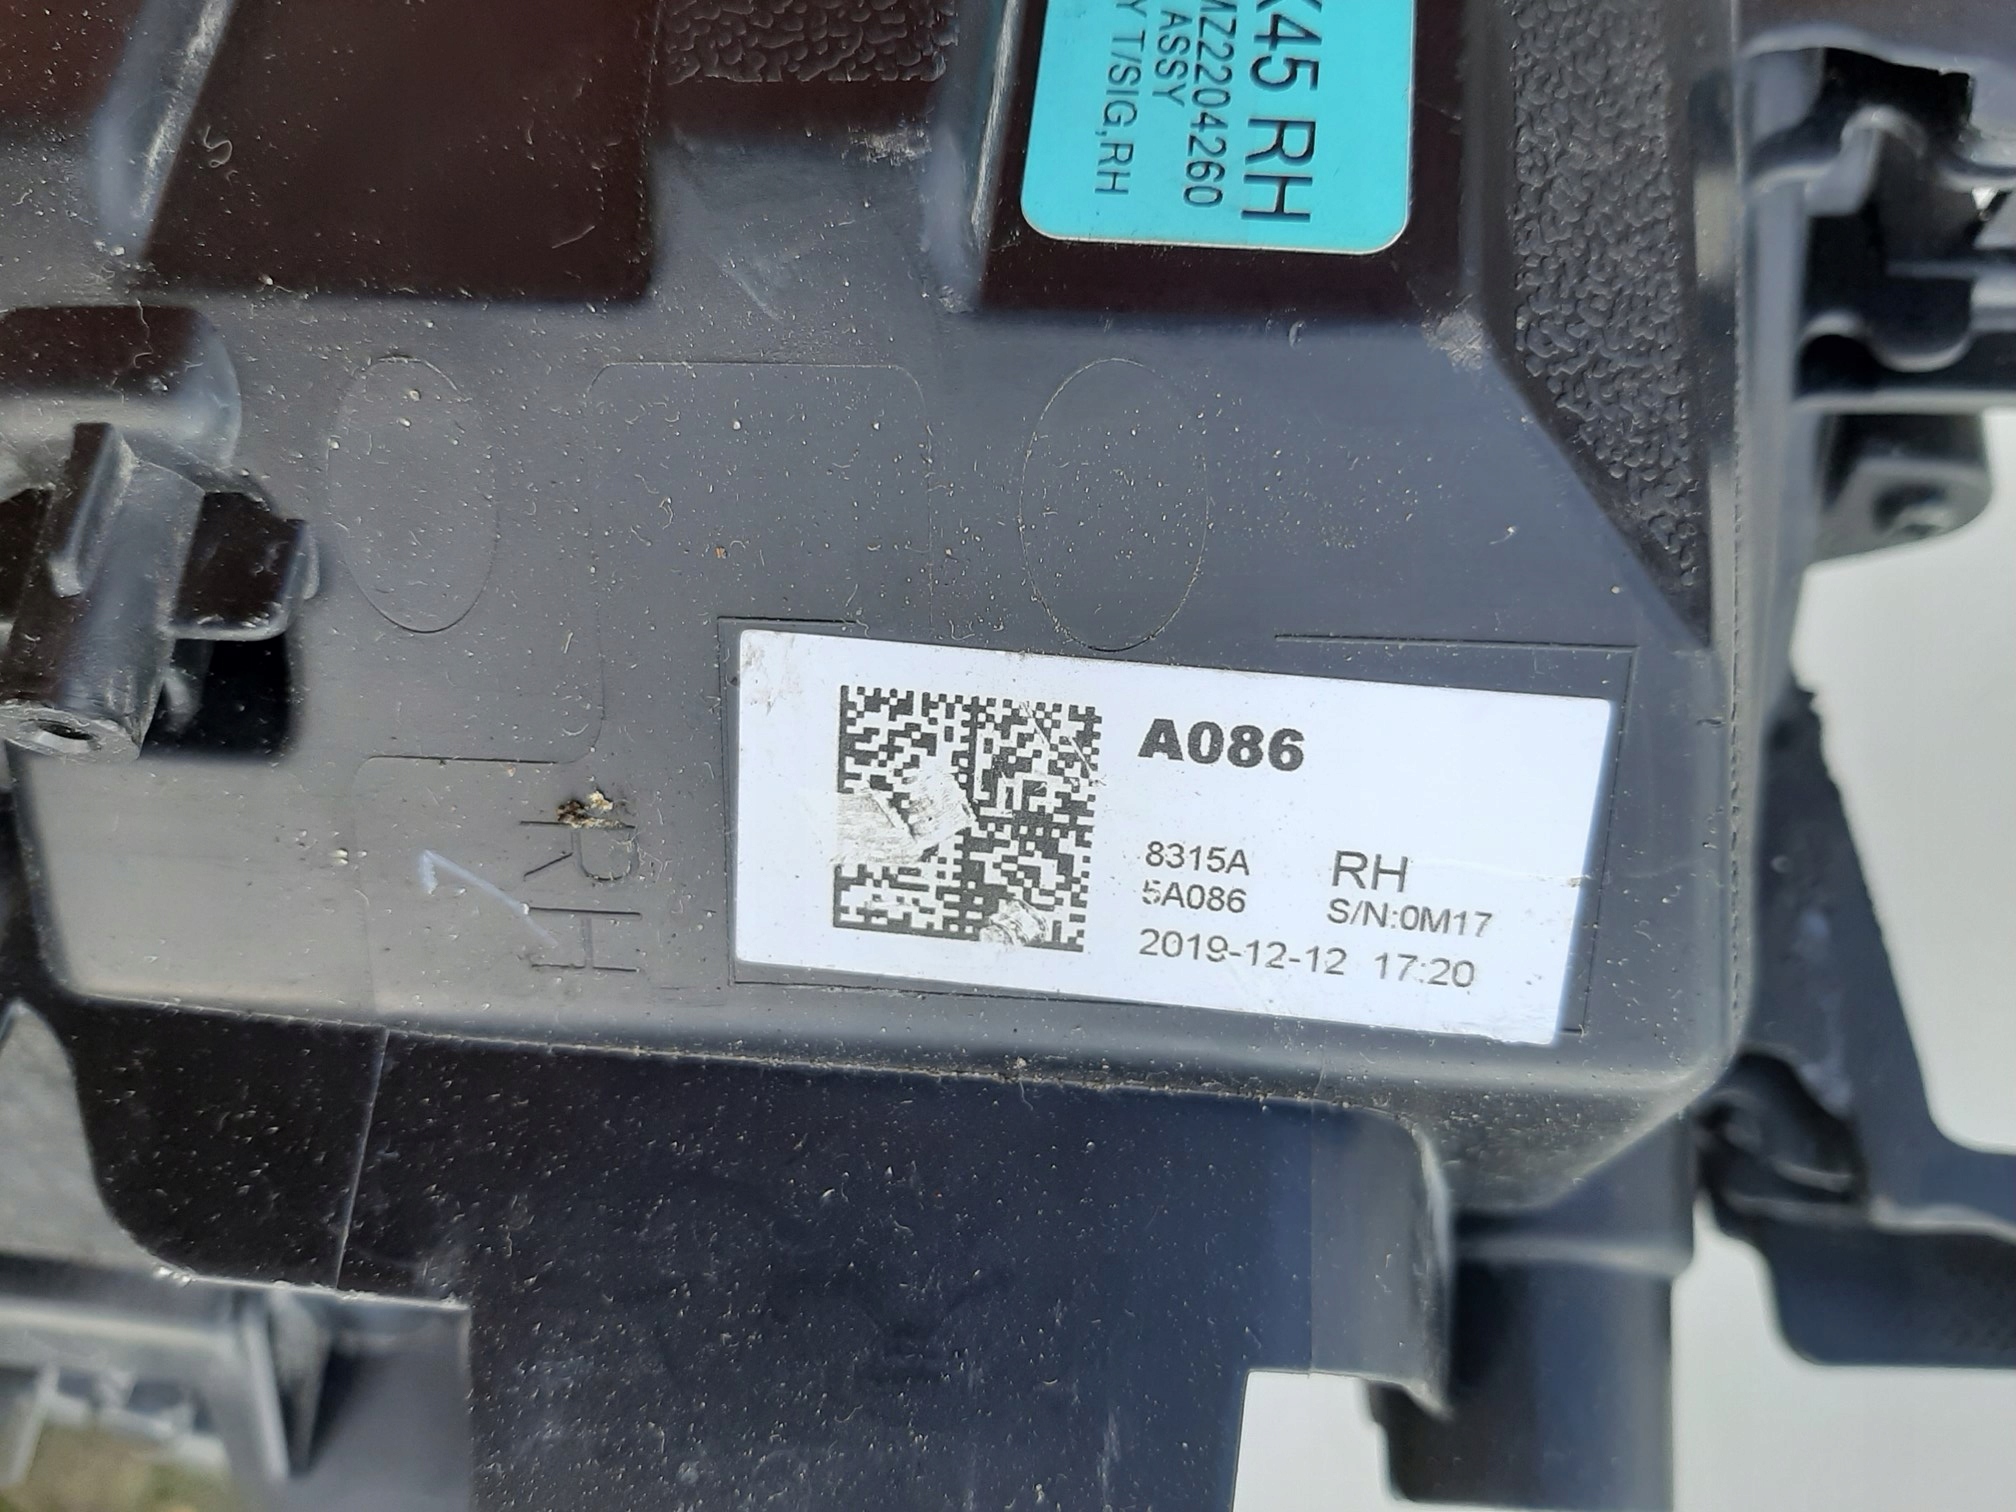 K45 RH
MZ2204260
ASSY
Y T/SIG,RH
A086
8315A
5A086
RH
S/N:0M17
2019-12-12 17:20
RH